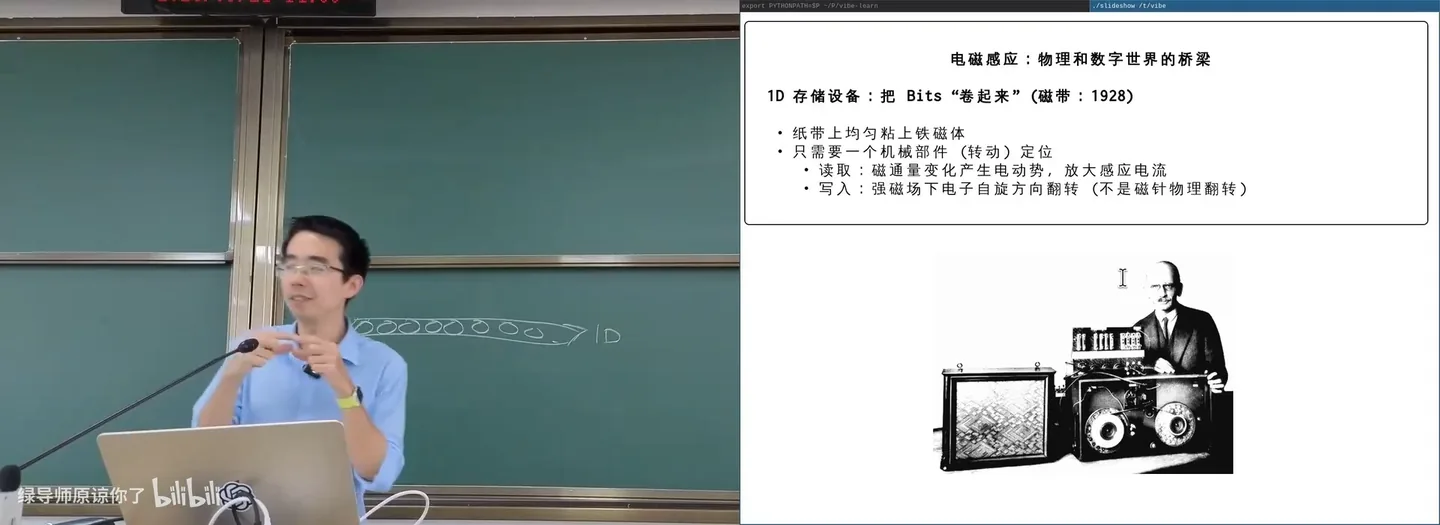 export PYTHONPATH=$P ~/P/vibe-learn
./slideshow /t/vibe
电磁感应：物理和数字世界的桥梁
1D 存储设备：把 Bits “卷起来” (磁带：1928)
• 纸带上均匀粘上铁磁体
• 只需要一个机械部件 (转动) 定位
• 读取：磁通量变化产生电动势，放大感应电流
• 写入：强磁场下电子自旋方向翻转 (不是磁针物理翻转)
1D
绿导师原谅你了 bilibili